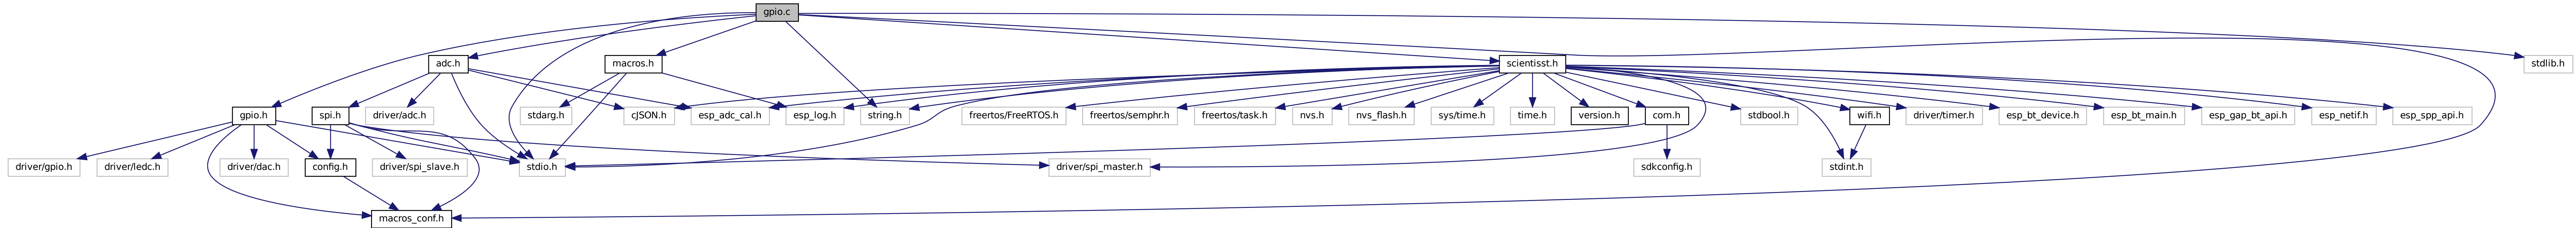 gpio.c
adc.h
macros.h
scientisst.h
stdlib.h
gpio.h
spi.h
driver/adc.h
stdarg.h
cJSON.h
esp_adc_cal.h
esp_log.h
string.h
freertos/FreeRTOS.h
freertos/semphr.h
freertos/task.h
nvs.h
nvs_flash.h
sys/time.h
time.h
version.h
com.h
stdbool.h
wifi.h
driver/timer.h
esp_bt_device.h
esp_bt_main.h
esp_gap_bt_api.h
esp_netif.h
esp_spp_api.h
driver/gpio.h
driver/ledc.h
driver/dac.h
config.h
driver/spi_slave.h
stdio.h
driver/spi_master.h
sdkconfig.h
stdint.h
macros_conf.h